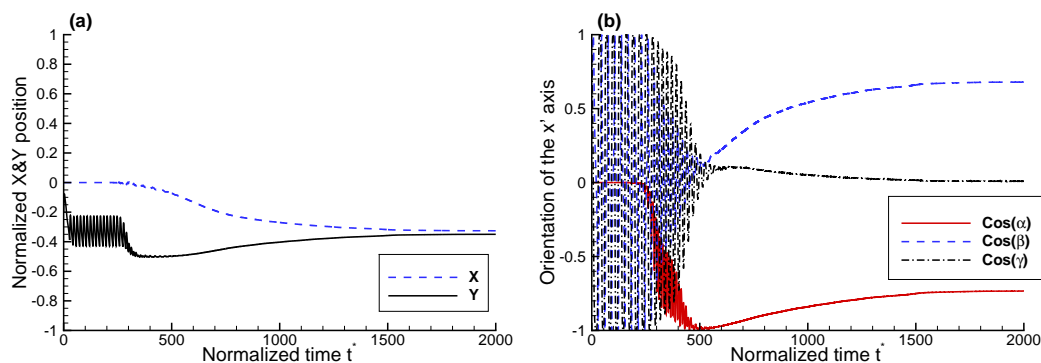 (a)
Normalized X&Y position
1
0.8
0.6
0.4
0.2
0
-0.2
-0.4
-0.6
-0.8
-1
0
500
1000
1500
2000
Normalized time t*
X
Y
(b)
Orientation of the x' axis
1
0.5
0
-0.5
-1
0
500
1000
1500
2000
Normalized time t*
Cos(α)
Cos(β)
Cos(γ)